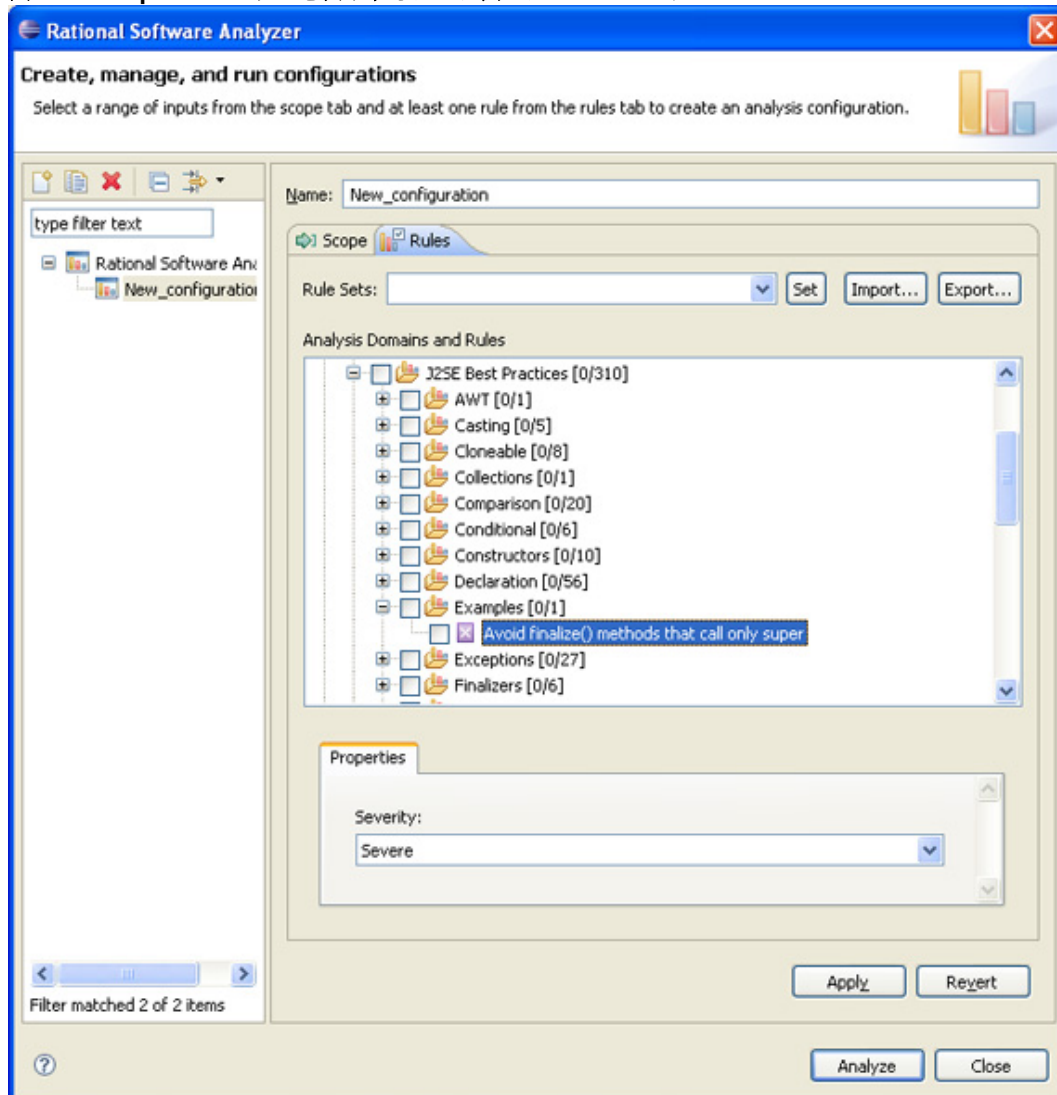 Rational Software Analyzer
Create, manage, and run configurations
Select a range of inputs from the scope tab and at least one rule from the rules tab to create an analysis configuration.
type filter text
Rational Software Ana
New_configuration
Filter matched 2 of 2 items
Name: New_configuration
Scope Rules
Rule Sets: Set Import... Export...
Analysis Domains and Rules
J2SE Best Practices [0/310]
AWT [0/1]
Casting [0/5]
Cloneable [0/8]
Collections [0/1]
Comparison [0/20]
Conditional [0/6]
Constructors [0/10]
Declaration [0/56]
Examples [0/1]
Avoid finalize() methods that call only super
Exceptions [0/27]
Finalizers [0/6]
Properties
Severity:
Severe
Apply Revert
Analyze Close